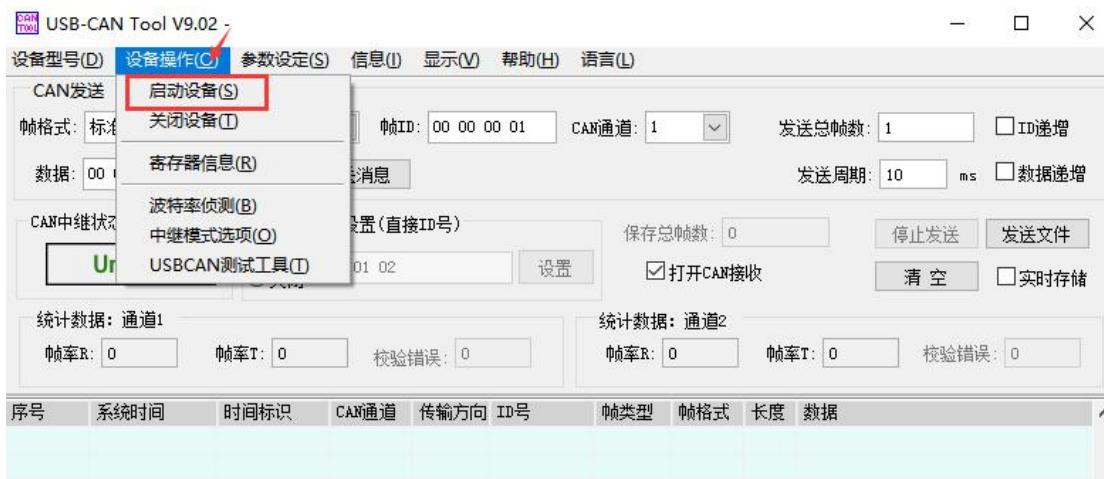 CAN TOOL USB-CAN Tool V9.02 -
设备型号(D) 设备操作(O) 参数设定(S) 信息(I) 显示(V) 帮助(H) 语言(L)
启动设备(S)
关闭设备(T)
寄存器信息(R)
波特率侦测(B)
中继模式选项(O)
USBCAN测试工具(T)
CAN发送
帧格式: 帧ID: 00 00 00 01 CAN通道: 1 发送总帧数: 1 ID递增
数据: 00 消息 发送周期: 10 ms 数据递增
CAN中继状态 设置(直接ID号) 保存总帧数: 0 停止发送 发送文件
01 02 设置 打开CAN接收 清 空 实时存储
统计数据: 通道1 统计数据: 通道2
帧率R: 0 帧率T: 0 校验错误: 0 帧率R: 0 帧率T: 0 校验错误: 0
序号 系统时间 时间标识 CAN通道 传输方向 ID号 帧类型 帧格式 长度 数据